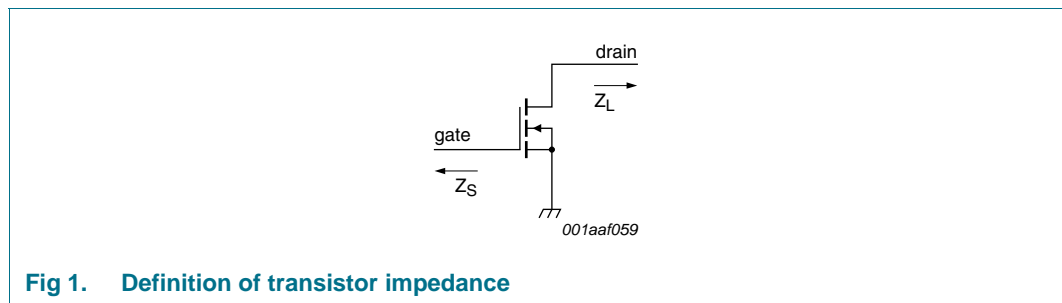 drain
Z_L
gate
Z_S
001aaf059
Fig 1. Definition of transistor impedance